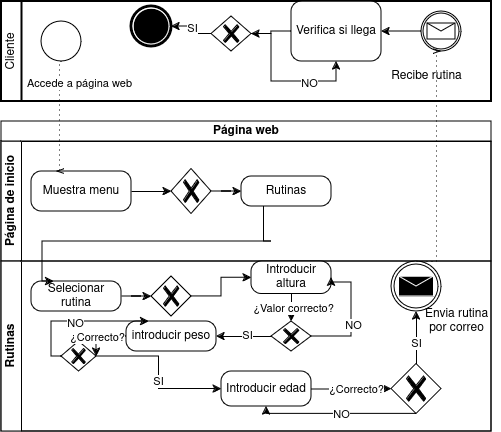 Cliente
SI
Verifica si llega
NO
Accede a página web
Recibe rutina
Página web
Página de inicio
Muestra menu
Rutinas
Rutinas
Selecionar
rutina
Introducir
altura
¿Valor correcto?
NO
SI
introducir peso
NO
¿Correcto?
SI
Introducir edad
¿Correcto?
NO
SI
Envia rutina
por correo